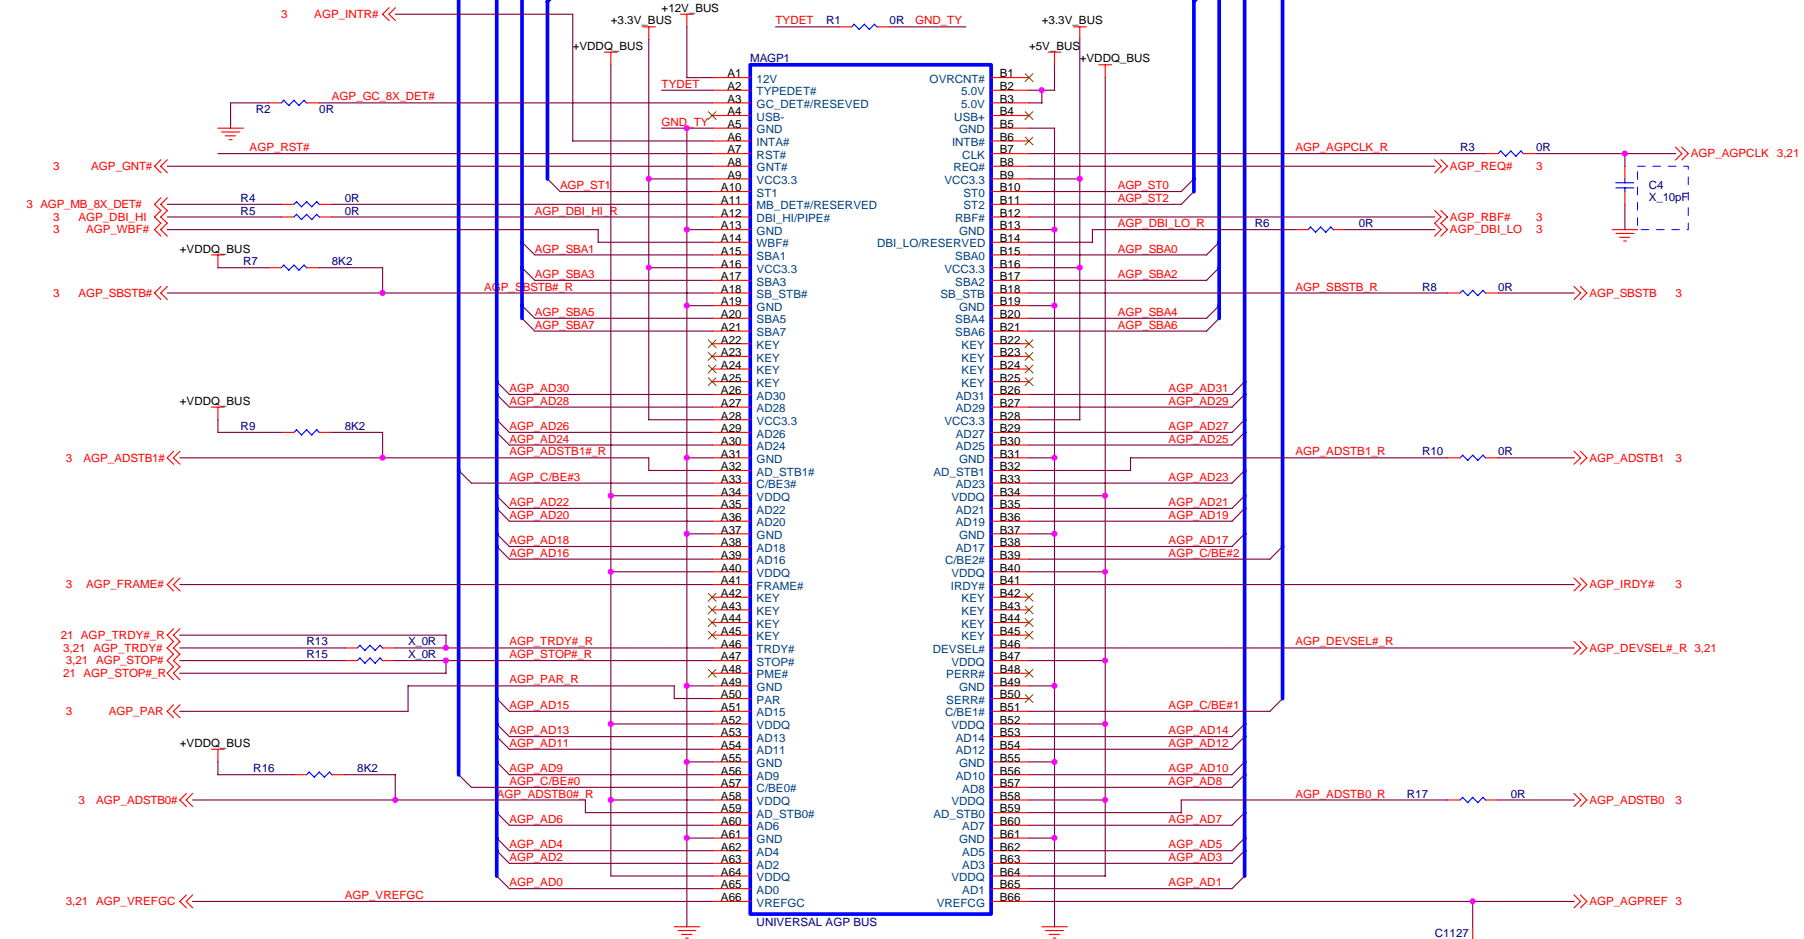 3 AGP_INTR#
+12V_BUS
+3.3V_BUS
+VDDQ_BUS
TYDET R1 0R GND_TY
+3.3V_BUS
+5V_BUS
+VDDQ_BUS
MAGP1
A1 12V OVRCNT# B1
TYDET A2 TYPEDET# 5.0V B2
R2 0R AGP_GC_8X_DET# A3 GC_DET#/RESEVED 5.0V B3
A4 USB- USB+ B4
GND_TY A5 GND GND B5
A6 INTA# INTB# B6
AGP_RST# A7 RST# CLK B7 AGP_AGPCLK_R R3 0R AGP_AGPCLK 3,21
3 AGP_GNT# A8 GNT# REQ# B8 AGP_REQ# 3
A9 VCC3.3 VCC3.3 B9
AGP_ST1 A10 ST1 ST0 B10 AGP_ST0
C4
X_10pF
3 AGP_MB_8X_DET# R4 0R A11 MB_DET#/RESERVED ST2 B11 AGP_ST2
3 AGP_DBI_HI R5 0R AGP_DBI_HI_R A12 DBI_HI/PIPE# RBF# B12 AGP_RBF# 3
3 AGP_WBF# A13 GND GND B13 AGP_DBI_LO_R R6 0R AGP_DBI_LO 3
A14 WBF# DBI_LO/RESERVED B14
+VDDQ_BUS
AGP_SBA1 A15 SBA1 SBA0 B15 AGP_SBA0
R7 8K2 A16 VCC3.3 VCC3.3 B16
AGP_SBA3 A17 SBA3 SBA2 B17 AGP_SBA2
3 AGP_SBSTB# AGP_SBSTB#_R A18 SB_STB# SB_STB B18 AGP_SBSTB_R R8 0R AGP_SBSTB 3
A19 GND GND B19
AGP_SBA5 A20 SBA5 SBA4 B20 AGP_SBA4
AGP_SBA7 A21 SBA7 SBA6 B21 AGP_SBA6
A22 KEY KEY B22
A23 KEY KEY B23
A24 KEY KEY B24
A25 KEY KEY B25
AGP_AD30 A26 AD30 AD31 B26 AGP_AD31
+VDDQ_BUS
AGP_AD28 A27 AD28 AD29 B27 AGP_AD29
A28 VCC3.3 VCC3.3 B28
R9 8K2 AGP_AD26 A29 AD26 AD27 B29 AGP_AD27
AGP_AD24 A30 AD24 AD25 B30 AGP_AD25
3 AGP_ADSTB1# AGP_ADSTB1#_R A31 GND GND B31 AGP_ADSTB1_R R10 0R AGP_ADSTB1 3
A32 AD_STB1# AD_STB1 B32
AGP_C/BE#3 A33 C/BE3# AD23 B33 AGP_AD23
A34 VDDQ VDDQ B34
AGP_AD22 A35 AD22 AD21 B35 AGP_AD21
AGP_AD20 A36 AD20 AD19 B36 AGP_AD19
A37 GND GND B37
AGP_AD18 A38 AD18 AD17 B38 AGP_AD17
AGP_AD16 A39 AD16 C/BE2# B39 AGP_C/BE#2
A40 VDDQ VDDQ B40
3 AGP_FRAME# A41 FRAME# IRDY# B41 AGP_IRDY# 3
A42 KEY KEY B42
A43 KEY KEY B43
A44 KEY KEY B44
21 AGP_TRDY#_R A45 KEY KEY B45
3,21 AGP_TRDY# R13 X_0R AGP_TRDY#_R A46 TRDY# DEVSEL# B46 AGP_DEVSEL#_R AGP_DEVSEL#_R 3,21
3,21 AGP_STOP# R15 X_0R AGP_STOP#_R A47 STOP# VDDQ B47
21 AGP_STOP#_R A48 PME# PERR# B48
AGP_PAR_R A49 GND GND B49
A50 PAR SERR# B50
3 AGP_PAR AGP_AD15 A51 AD15 C/BE1# B51 AGP_C/BE#1
A52 VDDQ VDDQ B52
AGP_AD13 A53 AD13 AD14 B53 AGP_AD14
+VDDQ_BUS AGP_AD11 A54 AD11 AD12 B54 AGP_AD12
A55 GND GND B55
R16 8K2 AGP_AD9 A56 AD9 AD10 B56 AGP_AD10
AGP_C/BE#0 A57 C/BE0# AD8 B57 AGP_AD8
3 AGP_ADSTB0# AGP_ADSTB0#_R A58 VDDQ VDDQ B58 AGP_ADSTB0_R R17 0R AGP_ADSTB0 3
A59 AD_STB0# AD_STB0 B59
AGP_AD6 A60 AD6 AD7 B60 AGP_AD7
A61 GND GND B61
AGP_AD4 A62 AD4 AD5 B62 AGP_AD5
AGP_AD2 A63 AD2 AD3 B63 AGP_AD3
A64 VDDQ VDDQ B64
AGP_AD0 A65 AD0 AD1 B65 AGP_AD1
3,21 AGP_VREFGC AGP_VREFGC A66 VREFGC VREFCG B66 AGP_AGPREF 3
UNIVERSAL AGP BUS
C1127